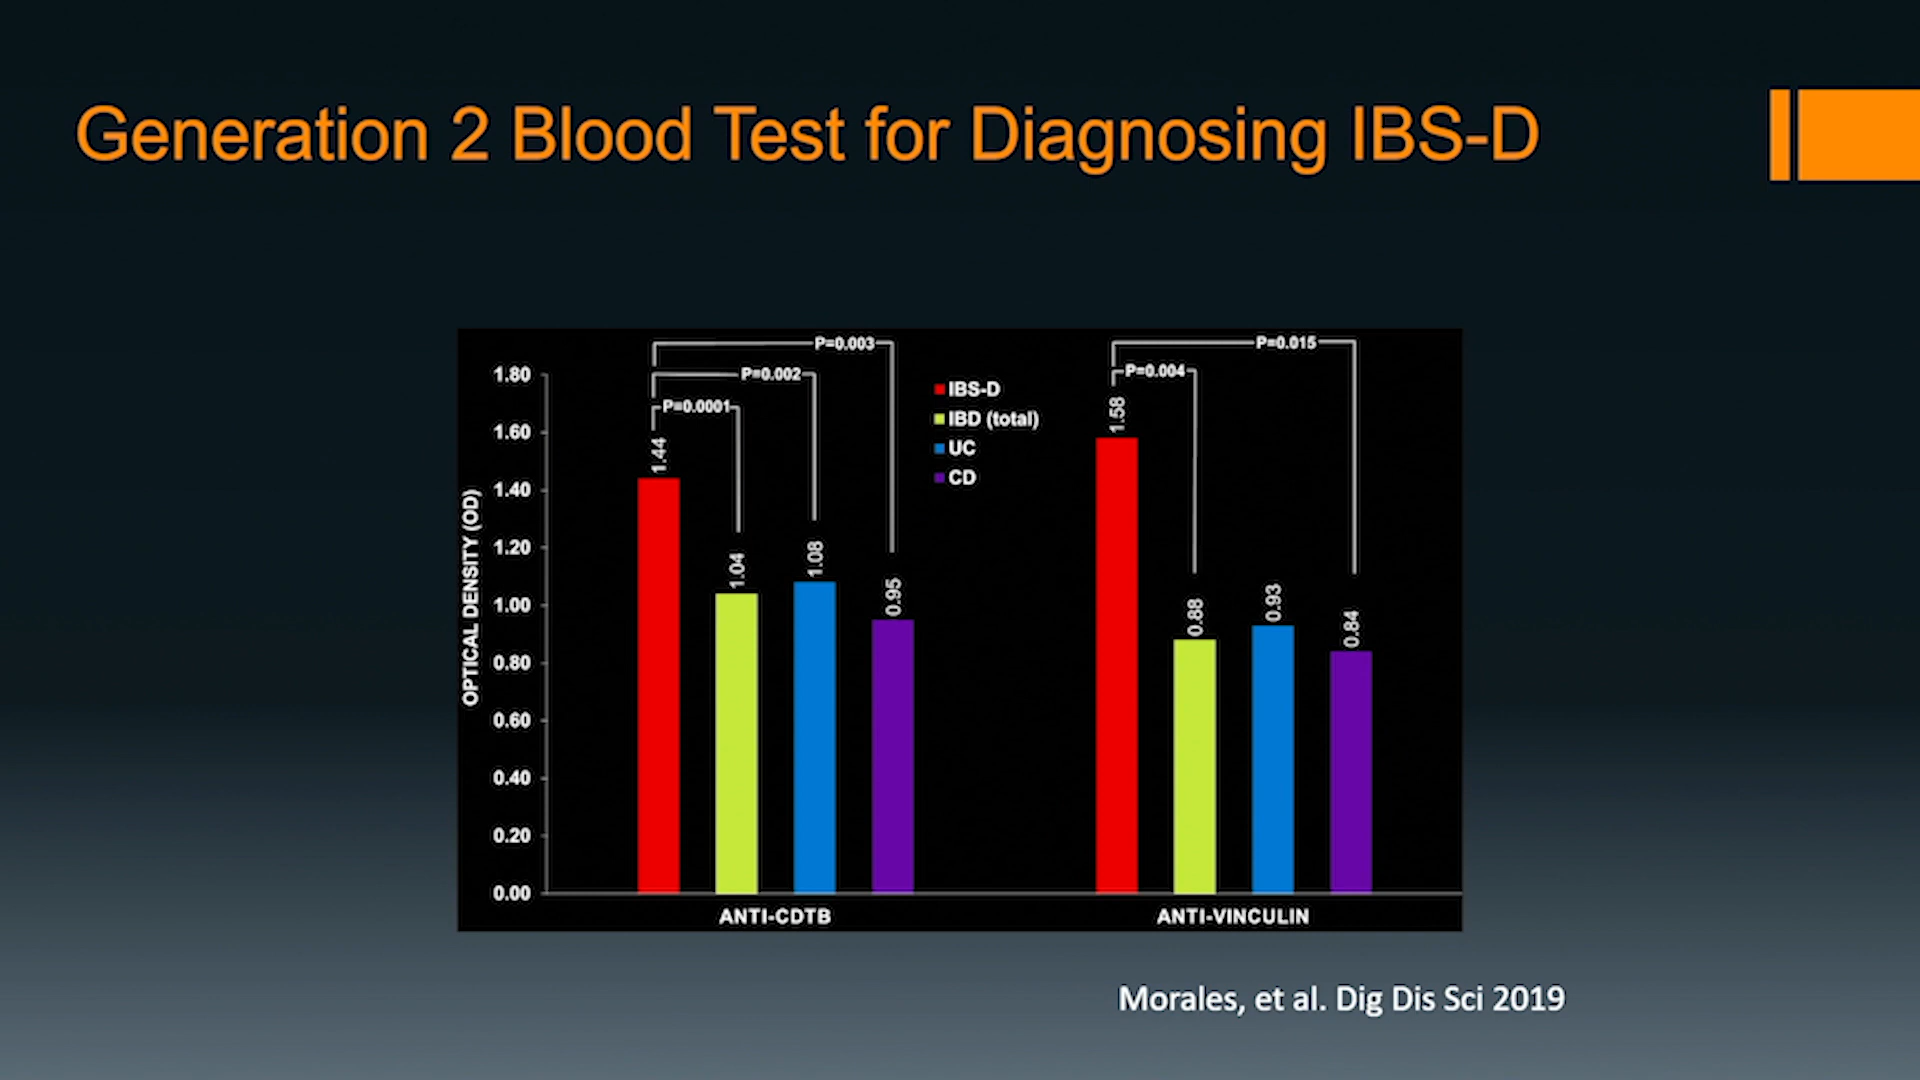 Generation 2 Blood Test for Diagnosing IBS-D
P=0.003
P=0.015
P=0.002
P=0.004
P=0.0001
1.80
1.60
1.40
1.20
1.00
0.80
0.60
0.40
0.20
0.00
OPTICAL DENSITY (OD)
IBS-D
IBD (total)
UC
CD
1.44
1.04
1.08
0.95
1.58
0.88
0.93
0.84
ANTI-CDTB
ANTI-VINCULIN
Morales, et al. Dig Dis Sci 2019